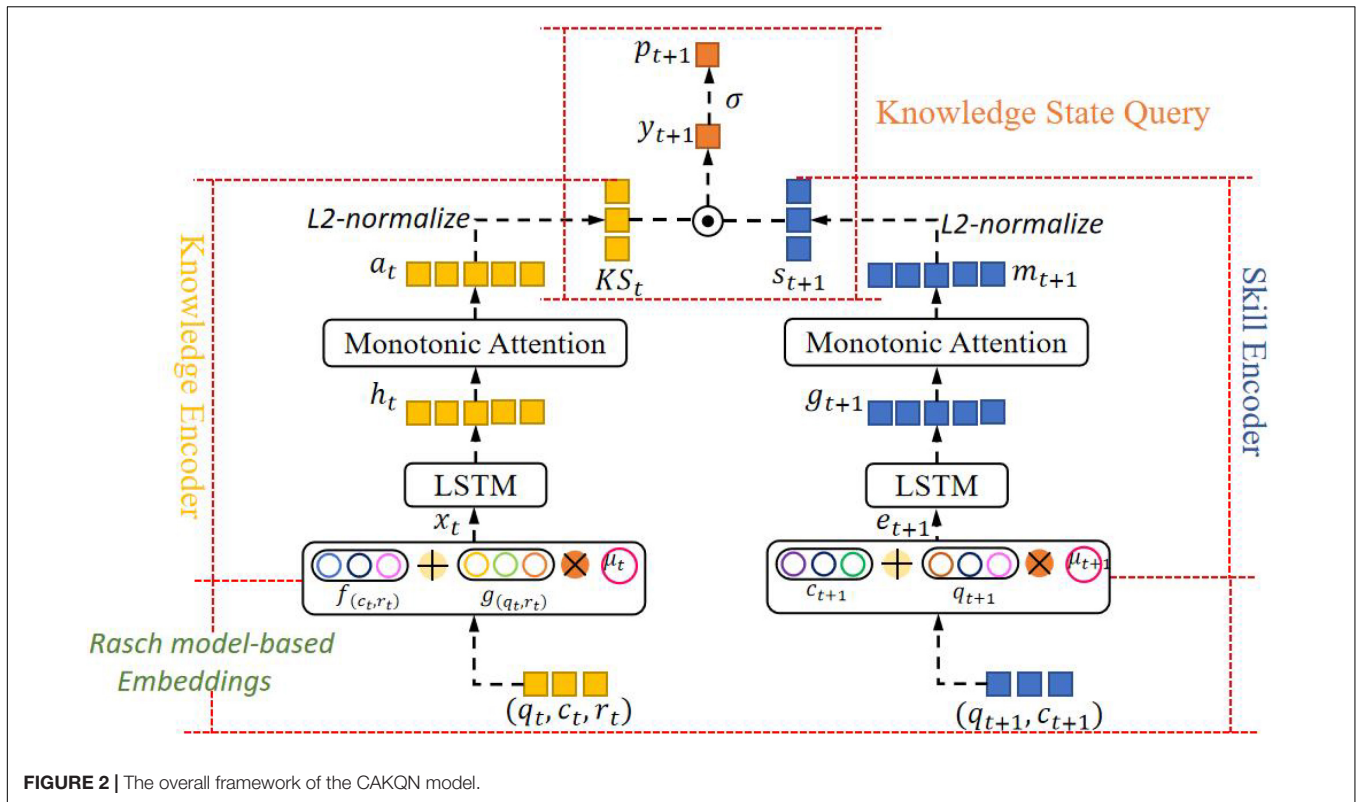 p_{t+1}
σ
Knowledge State Query
y_{t+1}
L2-normalize
L2-normalize
a_t
KS_t
s_{t+1}
m_{t+1}
Knowledge Encoder
Skill Encoder
Monotonic Attention
Monotonic Attention
h_t
g_{t+1}
LSTM
LSTM
x_t
e_{t+1}
μ_t
μ_{t+1}
f_{(c_t,r_t)}
g_{(q_t,r_t)}
c_{t+1}
q_{t+1}
Rasch model-based
Embeddings
(q_t, c_t, r_t)
(q_{t+1}, c_{t+1})
FIGURE 2 | The overall framework of the CAKQN model.